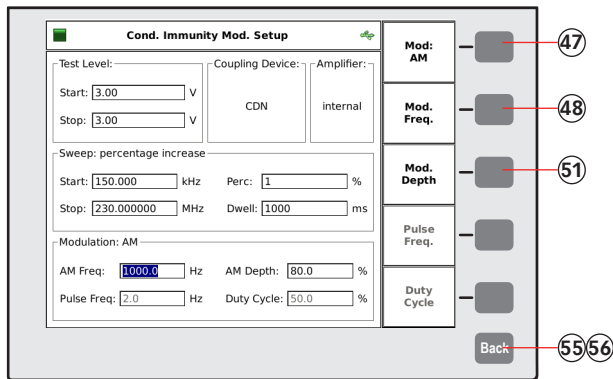 Cond. Immunity Mod. Setup
Test Level:
Start: 3.00 V
Stop: 3.00 V
Coupling Device:
CDN
Amplifier:
internal
Sweep: percentage increase
Start: 150.000 kHz Perc: 1 %
Stop: 230.000000 MHz Dwell: 1000 ms
Modulation: AM
AM Freq: 1000.0 Hz AM Depth: 80.0 %
Pulse Freq: 2.0 Hz Duty Cycle: 50.0 %
Mod:
AM
Mod.
Freq.
Mod.
Depth
Pulse
Freq.
Duty
Cycle
Back
47
48
51
55 56